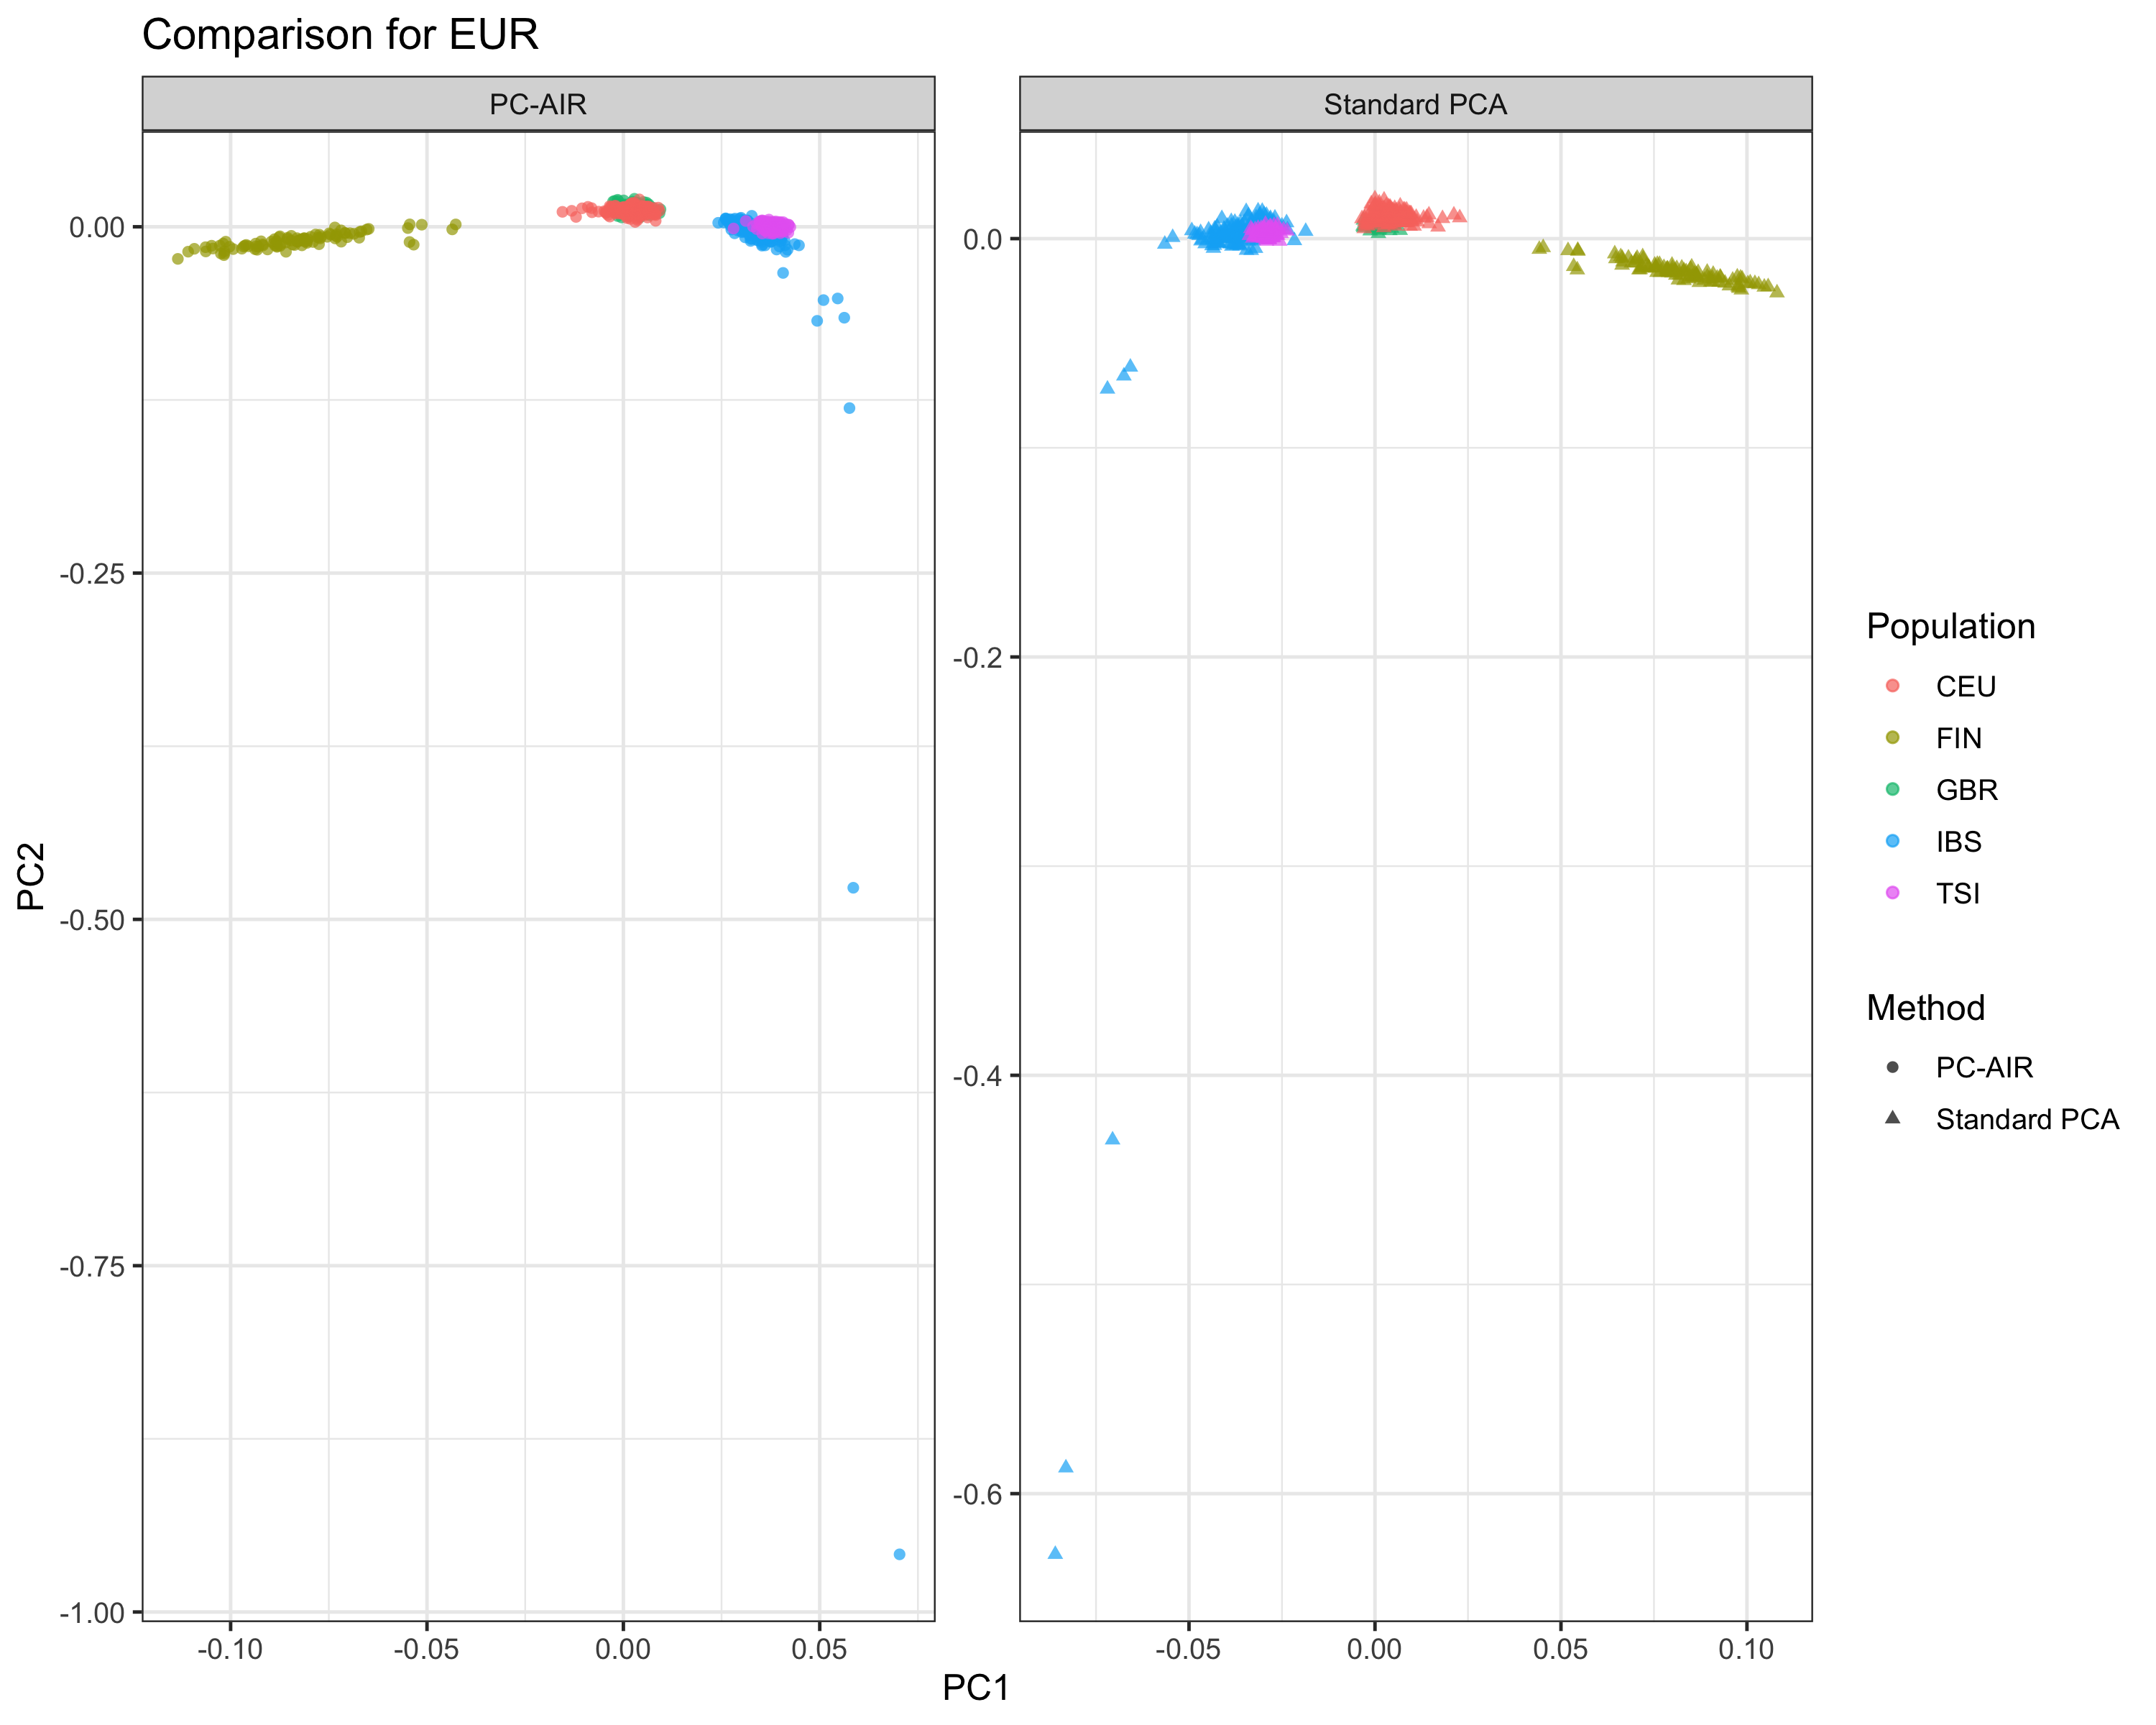 Comparison for EUR
PC-AIR
Standard PCA
0.00
-0.25
-0.50
-0.75
-1.00
0.0
-0.2
-0.4
-0.6
-0.10
-0.05
0.00
0.05
-0.05
0.00
0.05
0.10
PC1
PC2
Population
CEU
FIN
GBR
IBS
TSI
Method
PC-AIR
Standard PCA